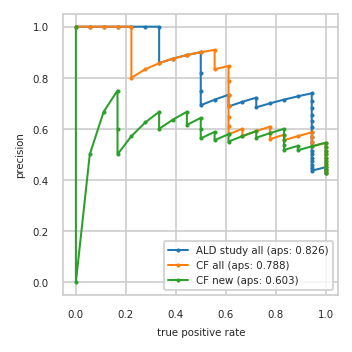 1.0
0.8
0.6
0.4
0.2
0.0
precision
0.0 0.2 0.4 0.6 0.8 1.0
true positive rate
ALD study all (aps: 0.826)
CF all (aps: 0.788)
CF new (aps: 0.603)